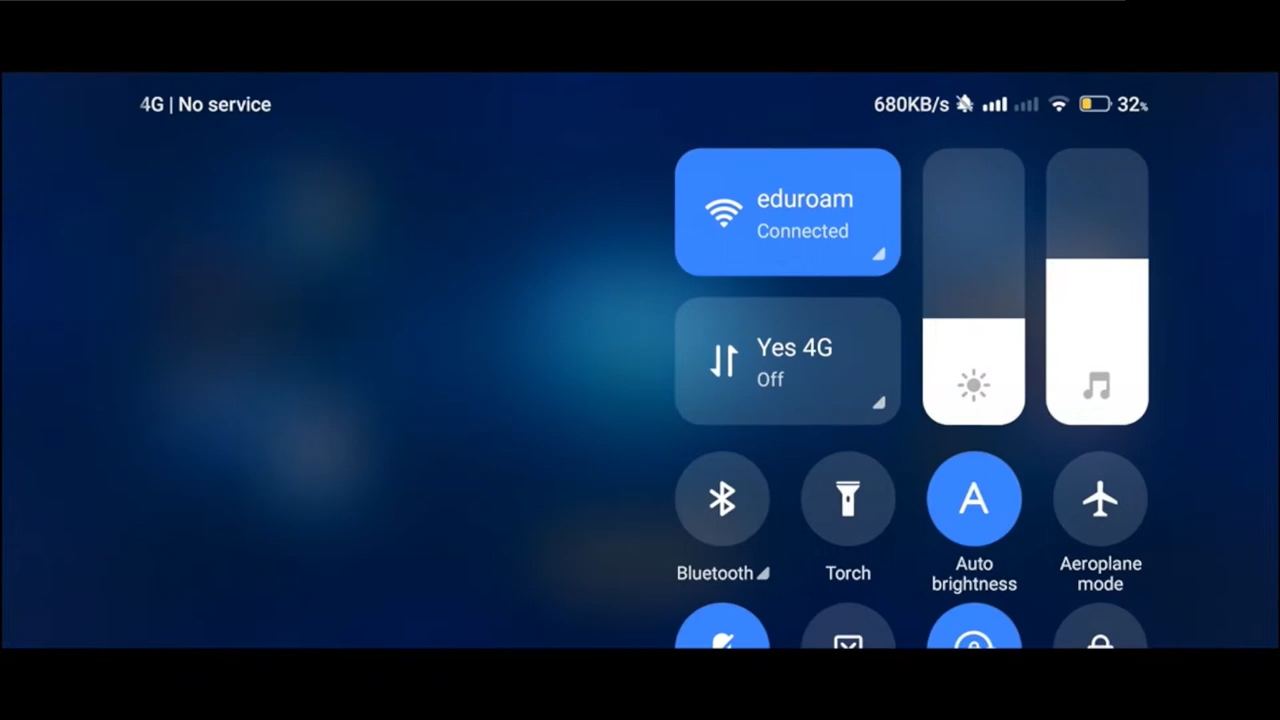 4G | No service
680KB/s 32%
eduroam
Connected
Yes 4G
Off
Bluetooth
Torch
Auto
brightness
Aeroplane
mode